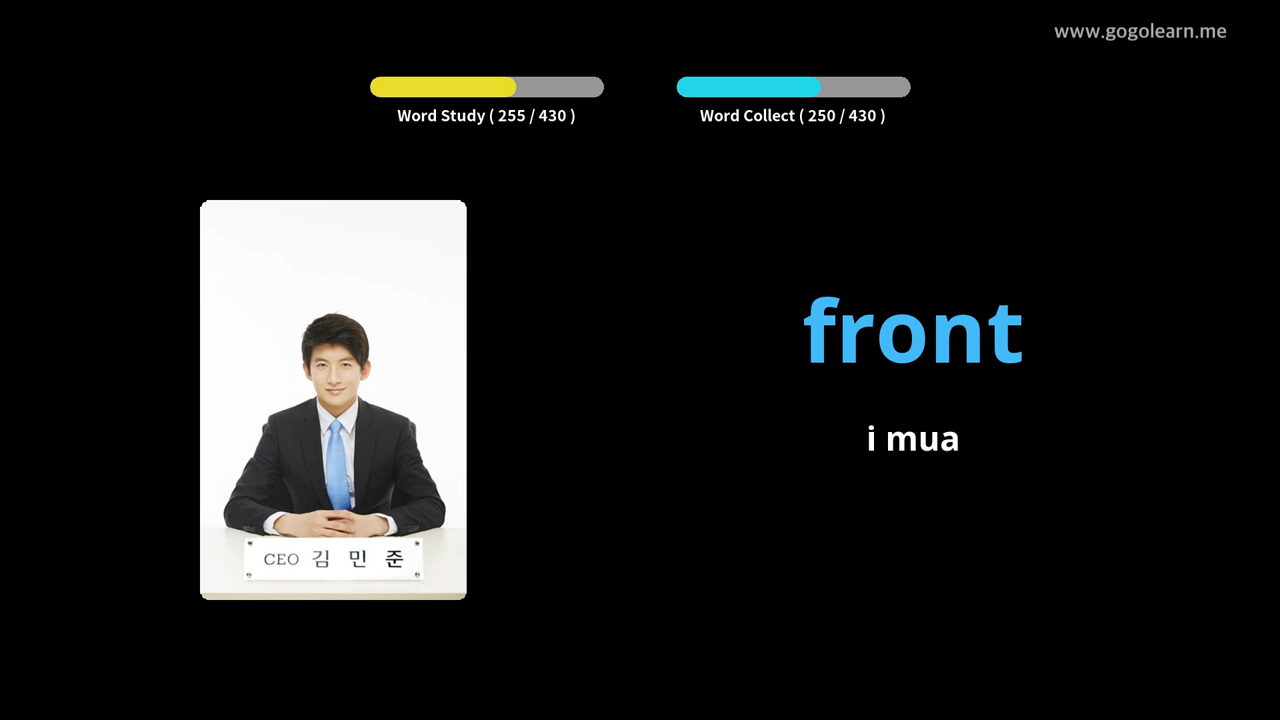 www.gogolearn.me
Word Study ( 255 / 430 )
Word Collect ( 250 / 430 )
front
i mua
CEO 김 민 준